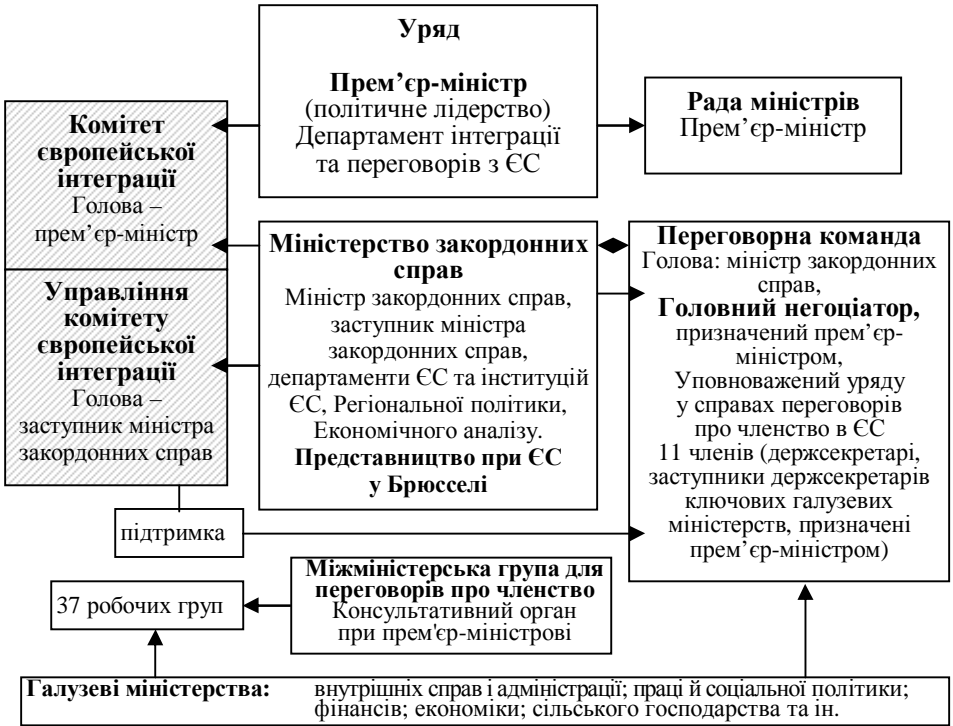 Уряд
Прем’єр-міністр
(політичне лідерство)
Департамент інтеграції
та переговорів з ЄС
Рада міністрів
Прем’єр-міністр
Комітет
європейської
інтеграції
Голова –
прем’єр-міністр
Управління
комітету
європейської
інтеграції
Голова –
заступник міністра
закордонних справ
Міністерство закордонних
справ
Міністр закордонних справ,
заступник міністра
закордонних справ,
департаменти ЄС та інституцій
ЄС, Регіональної політики,
Економічного аналізу.
Представництво при ЄС
у Брюсселі
Переговорна команда
Голова: міністр закордонних
справ,
Головний негоціатор,
призначений прем’єр-
міністром,
Уповноважений уряду
у справах переговорів
про членство в ЄС
11 членів (держсекретарі,
заступники держсекретарів
ключових галузевих
міністерств, призначені
прем’єр-міністром)
підтримка
Міжміністерська група для
переговорів про членство
Консультативний орган
при прем'єр-міністрові
37 робочих груп
Галузеві міністерства: внутрішніх справ і адміністрації; праці й соціальної політики;
фінансів; економіки; сільського господарства та ін.